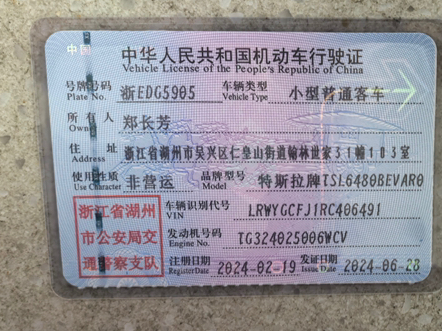 中国
中华人民共和国机动车行驶证
Vehicle License of the People's Republic of China
号牌号码 浙EDG5905 车辆类型 小型普通客车
Plate No. Vehicle Type
所有人 郑长芳
Owner
住址 浙江省湖州市吴兴区仁皇山街道翰林世家31幢103室
Address
使用性质 非营运 品牌型号 特斯拉牌TSL6480BEVAR0
Use Character Model
浙江省湖州 车辆识别代号 LRWYGCFJ1RC406491
VIN
市公安局交 发动机号码 TG324025006WCV
Engine No.
通警察支队 注册日期 2024-02-19 发证日期 2024-06-28
Register Date Issue Date